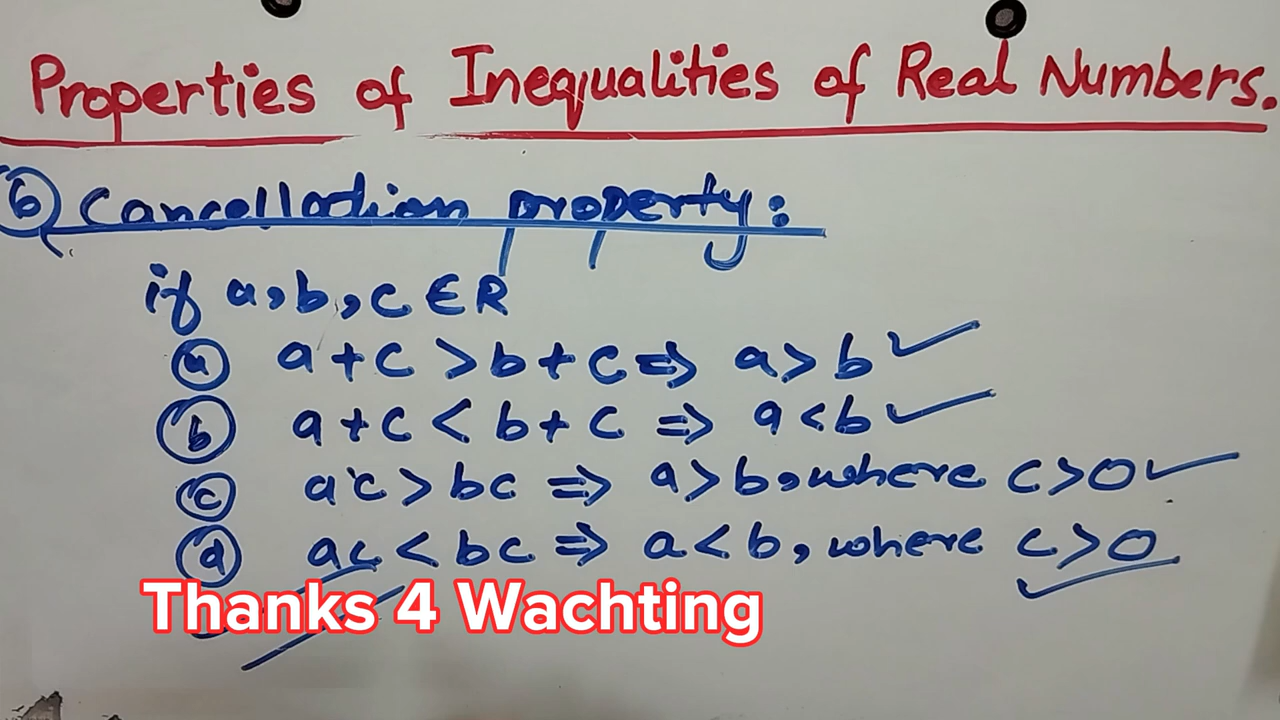 Properties of Inequalities of Real Numbers.
6 Cancellation property:
if a, b, c ∈ R
a a + c > b + c ⇒ a > b ✓
b a + c < b + c ⇒ a < b ✓
c ac > bc ⇒ a > b, where c > 0 ✓
d ac < bc ⇒ a < b, where c > 0
Thanks 4 Wachting